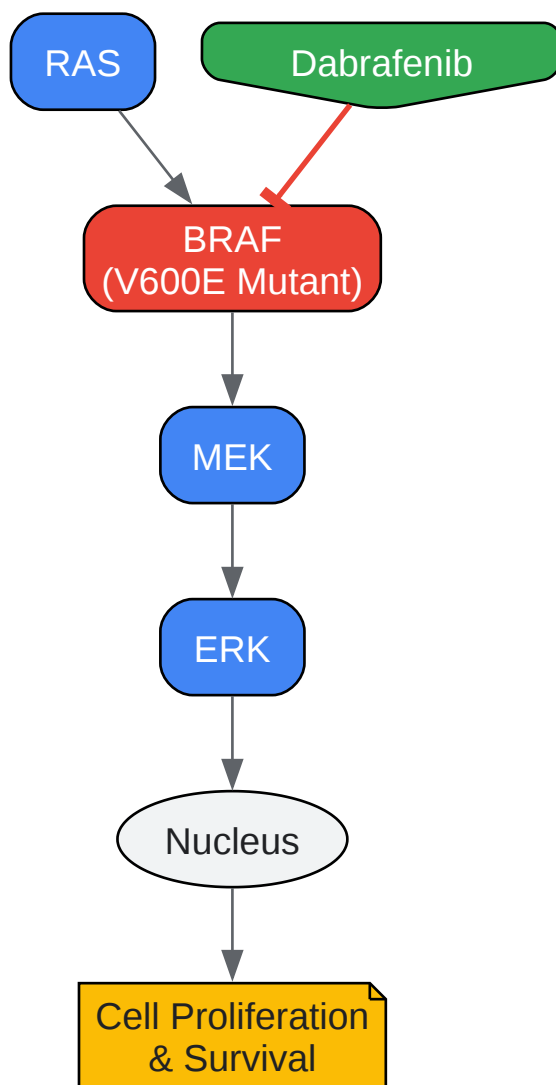 RAS
Dabrafenib
BRAF
(V600E Mutant)
MEK
ERK
Nucleus
Cell Proliferation
& Survival